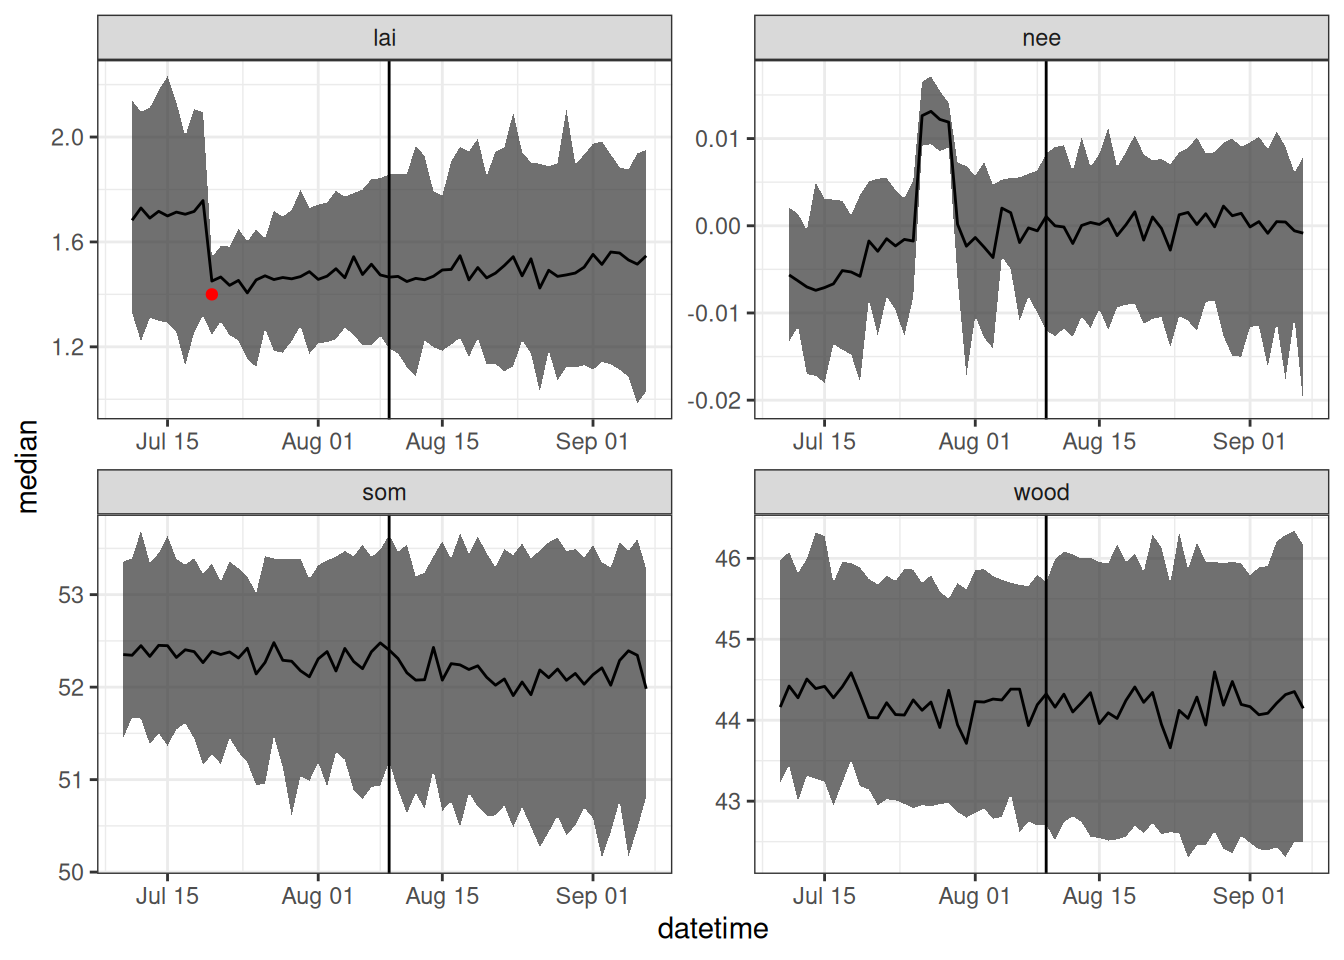 lai
nee
2.0
1.6
1.2
0.01
0.00
-0.01
-0.02
Jul 15 Aug 01 Aug 15 Sep 01
Jul 15 Aug 01 Aug 15 Sep 01
median
som
wood
53
52
51
50
46
45
44
43
Jul 15 Aug 01 Aug 15 Sep 01
Jul 15 Aug 01 Aug 15 Sep 01
datetime